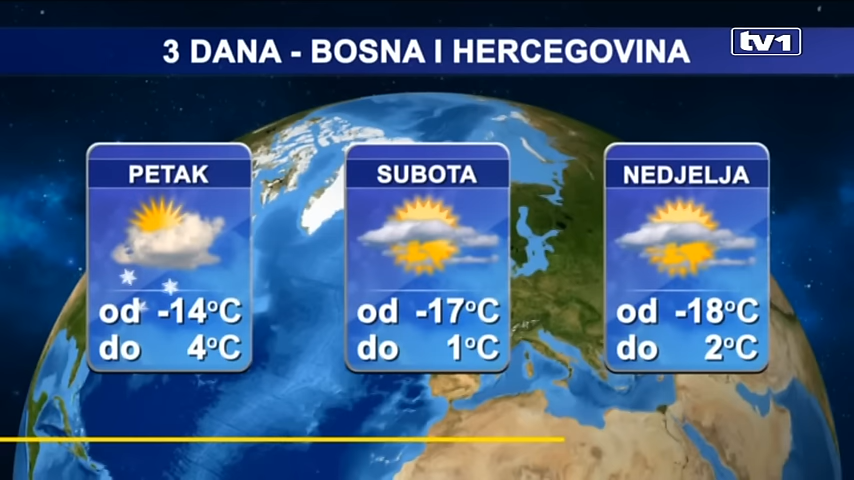 tv1
3 DANA - BOSNA I HERCEGOVINA
PETAK
od -14°C
do 4°C
SUBOTA
od -17°C
do 1°C
NEDJELJA
od -18°C
do 2°C